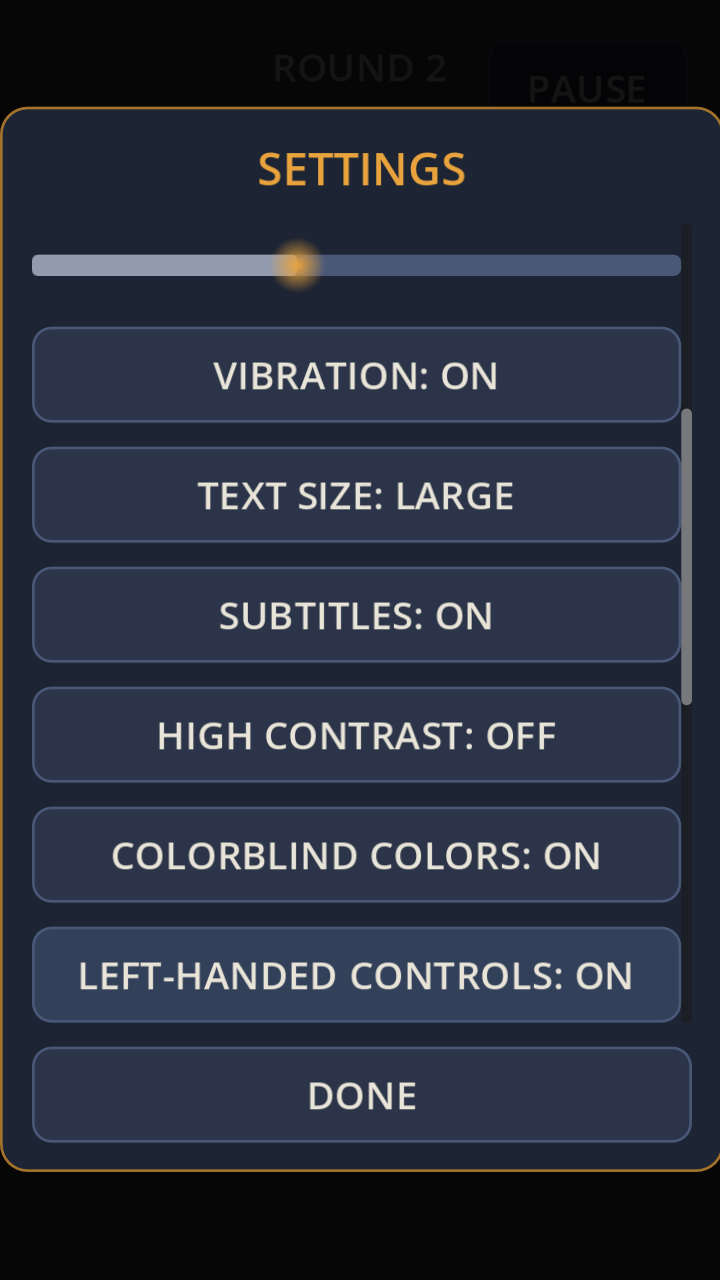 ROUND 2
PAUSE
SETTINGS
VIBRATION: ON
TEXT SIZE: LARGE
SUBTITLES: ON
HIGH CONTRAST: OFF
COLORBLIND COLORS: ON
LEFT-HANDED CONTROLS: ON
DONE